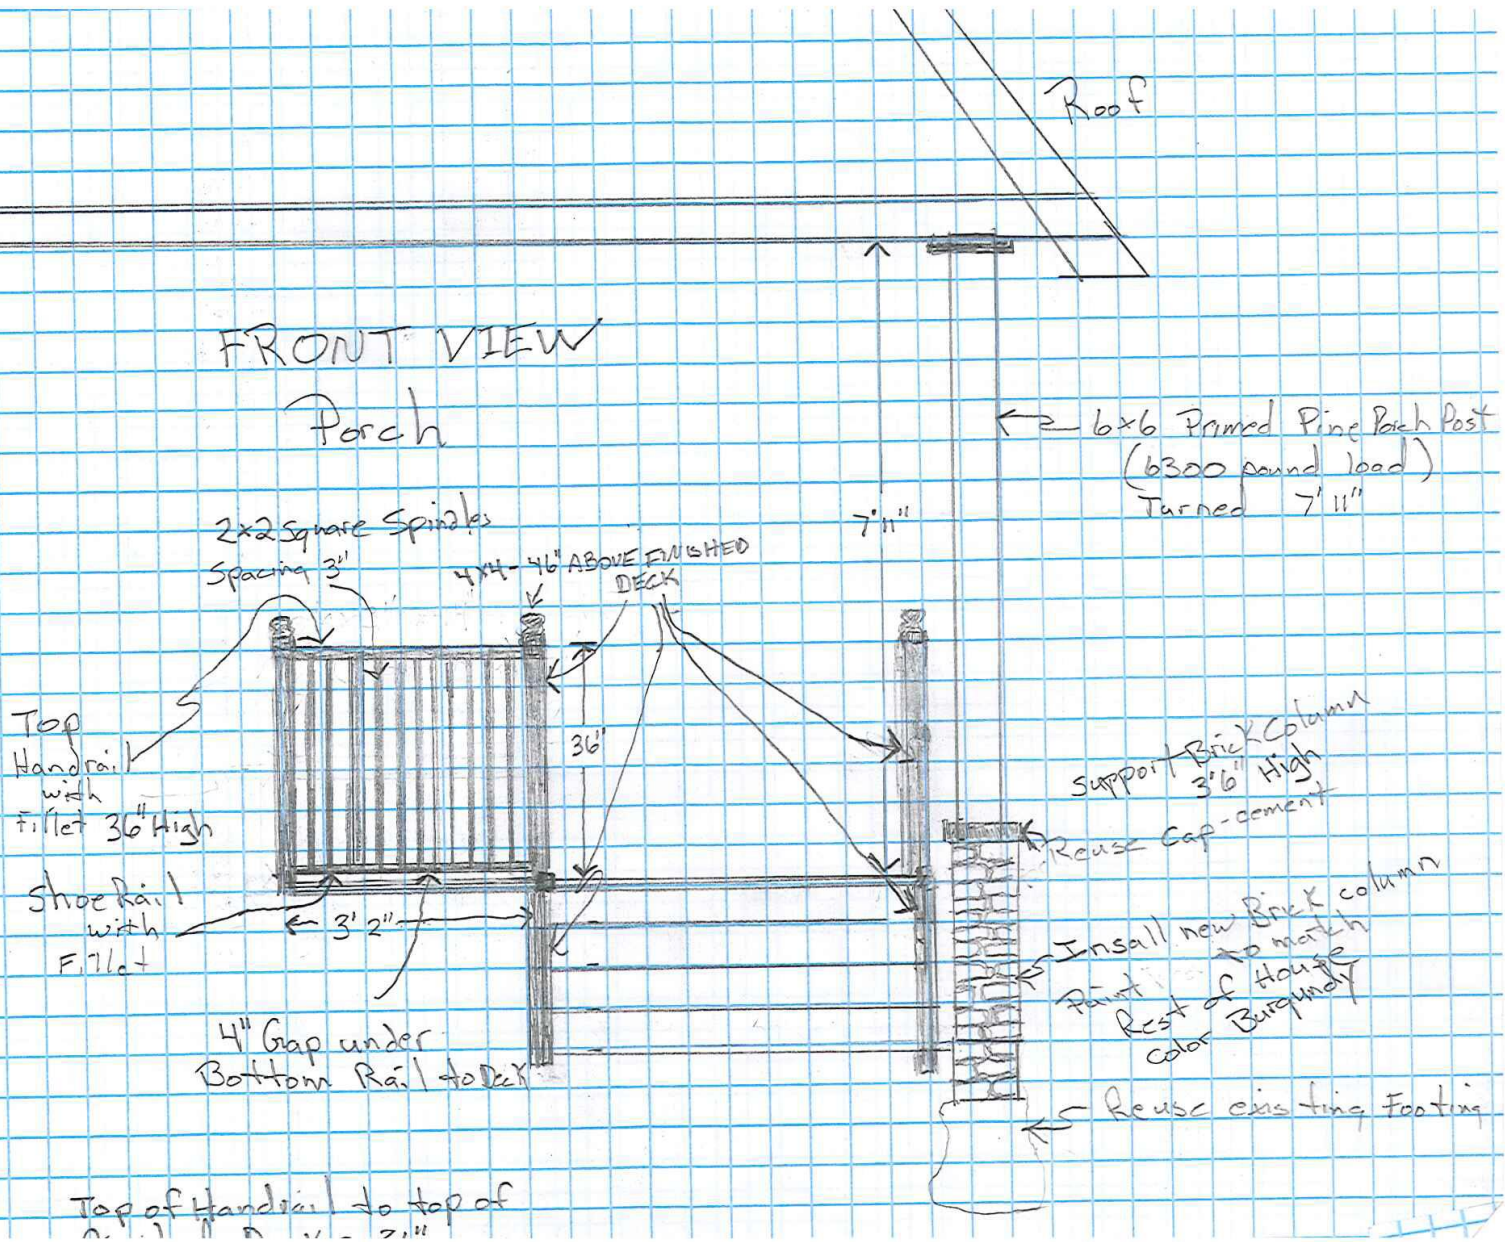 Roof
FRONT VIEW
Porch
6x6 Primed Pine Porch Post
(6300 pound load)
Turned 7'11"
7'11"
2x2 Square Spindles
Spacing 3"
4x4-46" ABOVE FINISHED
DECK
36"
Top
Handrail
with
Fillet 36" High
Support Brick Column
3'6" High
Reuse Cap-cement
Shoe Rail
with
Fillet
3' 2"
Insall new Brick column
to match
Paint
Rest of House
color Burgundy
4" Gap under
Bottom Rail to Deck
Reuse existing Footing
Top of Handrail to top of